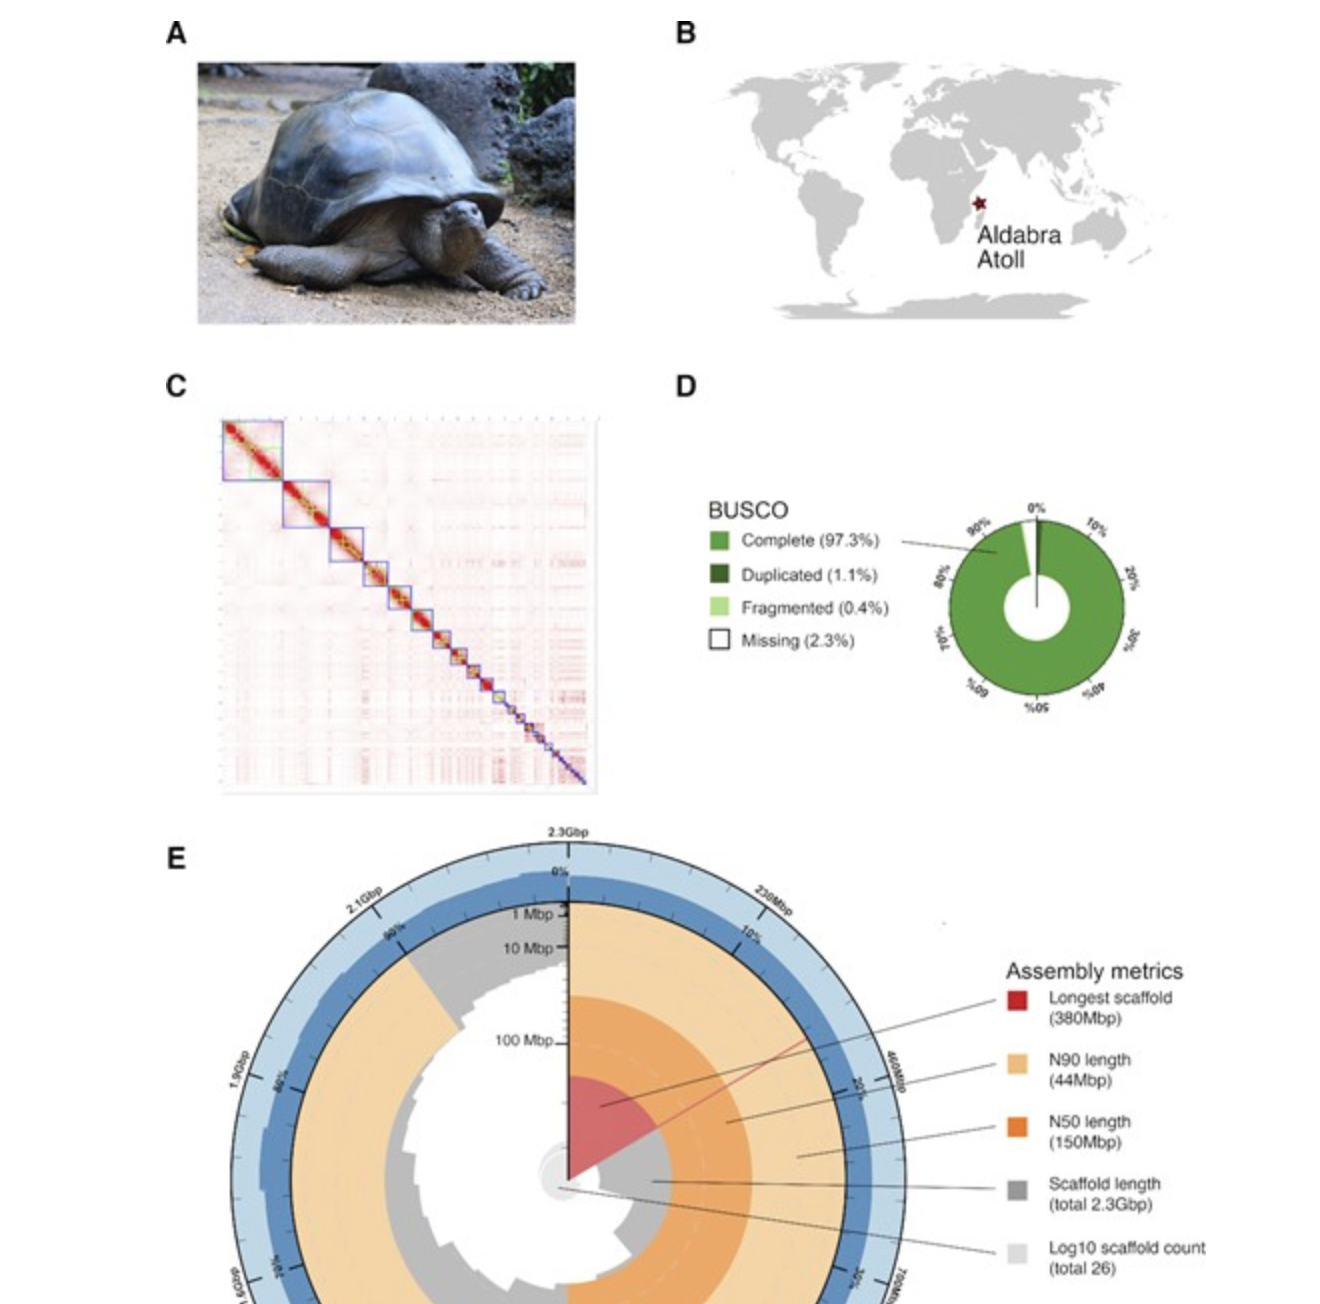 A
B
Aldabra
Atoll
C
D
BUSCO
Complete (97.3%)
Duplicated (1.1%)
Fragmented (0.4%)
Missing (2.3%)
0%
10%
20%
30%
40%
50%
60%
70%
80%
90%
E
2.3Gbp
230Mbp
460Mbp
700Mbp
1.6Gbp
1.9Gbp
2.1Gbp
0%
10%
20%
30%
70%
80%
90%
1 Mbp
10 Mbp
100 Mbp
Assembly metrics
Longest scaffold
(380Mbp)
N90 length
(44Mbp)
N50 length
(150Mbp)
Scaffold length
(total 2.3Gbp)
Log10 scaffold count
(total 26)